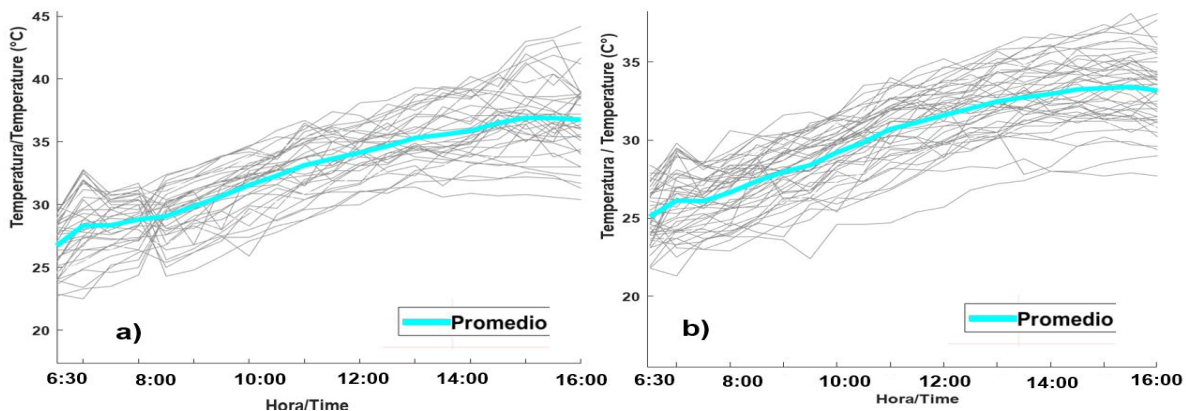 Temperatura/Temperature (°C)
45
40
35
30
25
20
a)
Promedio
6:30
8:00
10:00
12:00
14:00
16:00
Hora/Time
Temperatura / Temperature (C°)
35
30
25
20
b)
Promedio
6:30
8:00
10:00
12:00
14:00
16:00
Hora/Time